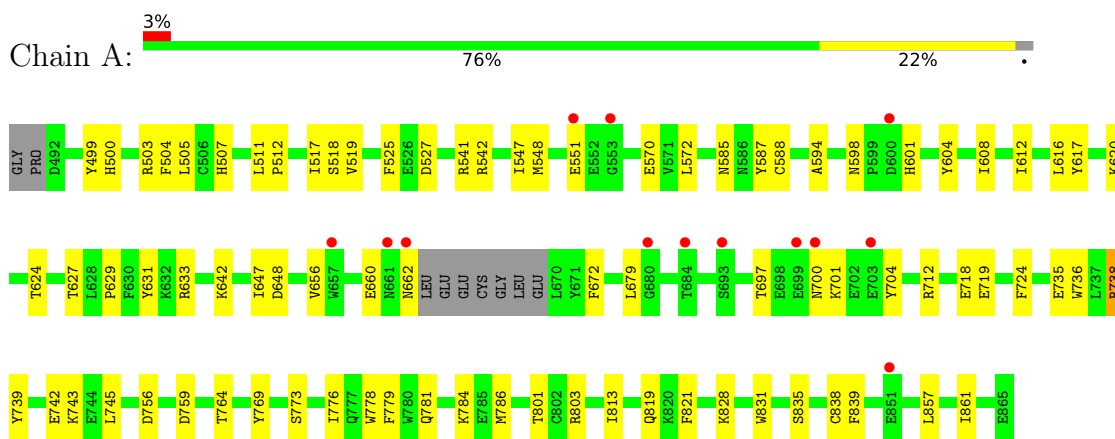 3%
Chain A:
76% 22% •
GLY PRO D492 Y499 H500 R503 F504 L505 C506 H507 L511 P512 I517 S518 V519 F525 E526 D527 R541 R542 I547 M548 E551 E552 G553 E570 V571 L572 N585 N586 Y587 C588 A594 N598 P599 D600 H601 Y604 I608 I612 L616 Y617
T624 T627 L628 P629 F630 Y631 K632 R633 K642 I647 D648 V656 W657 E660 N661 N662 LEU GLU GLU CYS GLY LEU GLU L670 Y671 F672 L679 G680 T684 S693 T697 E698 E699 N700 K701 E702 E703 Y704 R712 E718 E719 F724 E735 W736 L737
Y739 E742 K743 E744 L745 D756 D759 T764 Y769 S773 I776 Q777 W778 F779 W780 Q781 K784 E785 M786 T801 C802 R803 I813 Q819 K820 F821 K828 W831 S835 C838 F839 E851 L857 I861 E865